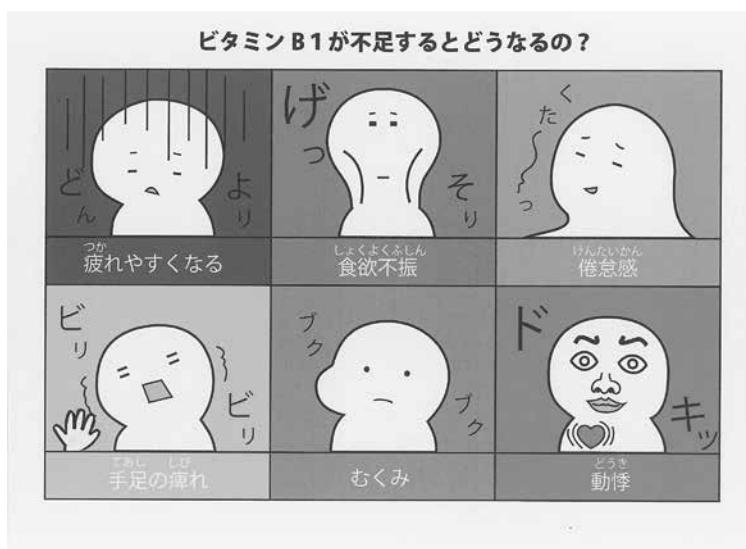 ビタミンB1が不足するとどうなるの？
どんより
つか
疲れやすくなる
げっそり
しょくよくふしん
食欲不振
くた〜っ
けんたいかん
倦怠感
ビリビリ
てあし しび
手足の痺れ
ブクブク
むくみ
ドキッ
どうき
動悸